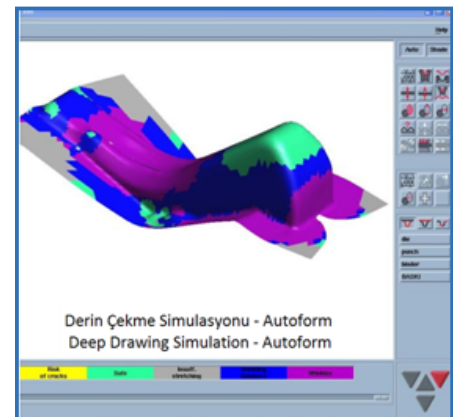 Help
Auto
Shade
die
punch
binder
Derin Çekme Simulasyonu - Autoform
Deep Drawing Simulation - Autoform
Risk of cracks
Safe
Insuff. stretching
Wrinkles